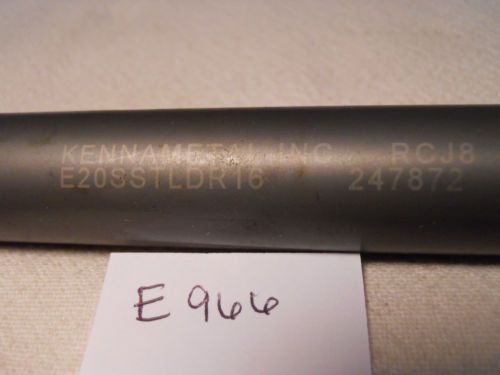 KENNAMETAL INC. RCJ8
E20SSTLDR16 247872
E966